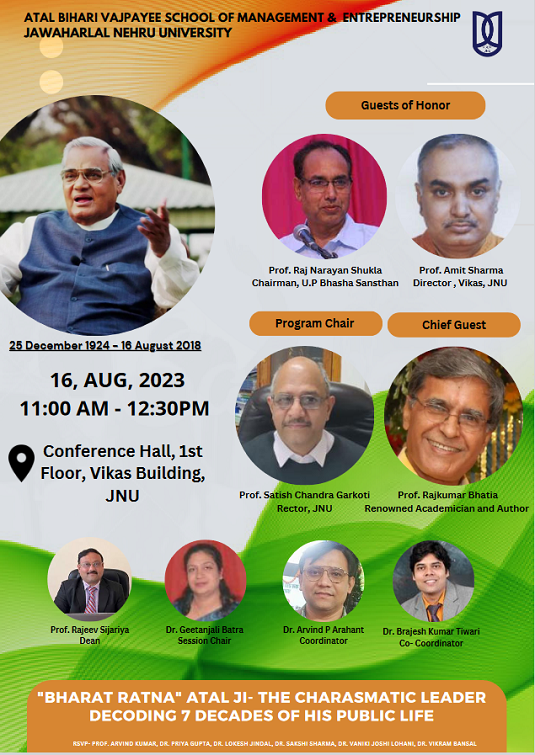 ATAL BIHARI VAJPAYEE SCHOOL OF MANAGEMENT & ENTREPRENEURSHIP
JAWAHARLAL NEHRU UNIVERSITY
Guests of Honor
Prof. Raj Narayan Shukla
Chairman, U.P Bhasha Sansthan
Prof. Amit Sharma
Director , Vikas, JNU
25 December 1924 - 16 August 2018
16, AUG, 2023
11:00 AM - 12:30PM
Conference Hall, 1st
Floor, Vikas Building,
JNU
Program Chair
Chief Guest
Prof. Satish Chandra Garkoti
Rector, JNU
Prof. Rajkumar Bhatia
Renowned Academician and Author
Prof. Rajeev Sijariya
Dean
Dr. Geetanjali Batra
Session Chair
Dr. Arvind P Arahant
Coordinator
Dr. Brajesh Kumar Tiwari
Co- Coordinator
"BHARAT RATNA" ATAL JI- THE CHARASMATIC LEADER
DECODING 7 DECADES OF HIS PUBLIC LIFE
RSVP- PROF. ARVIND KUMAR, DR. PRIYA GUPTA, DR. LOKESH JINDAL, DR. SAKSHI SHARMA, DR. VANIKI JOSHI LOHANI, DR. VIKRAM BANSAL